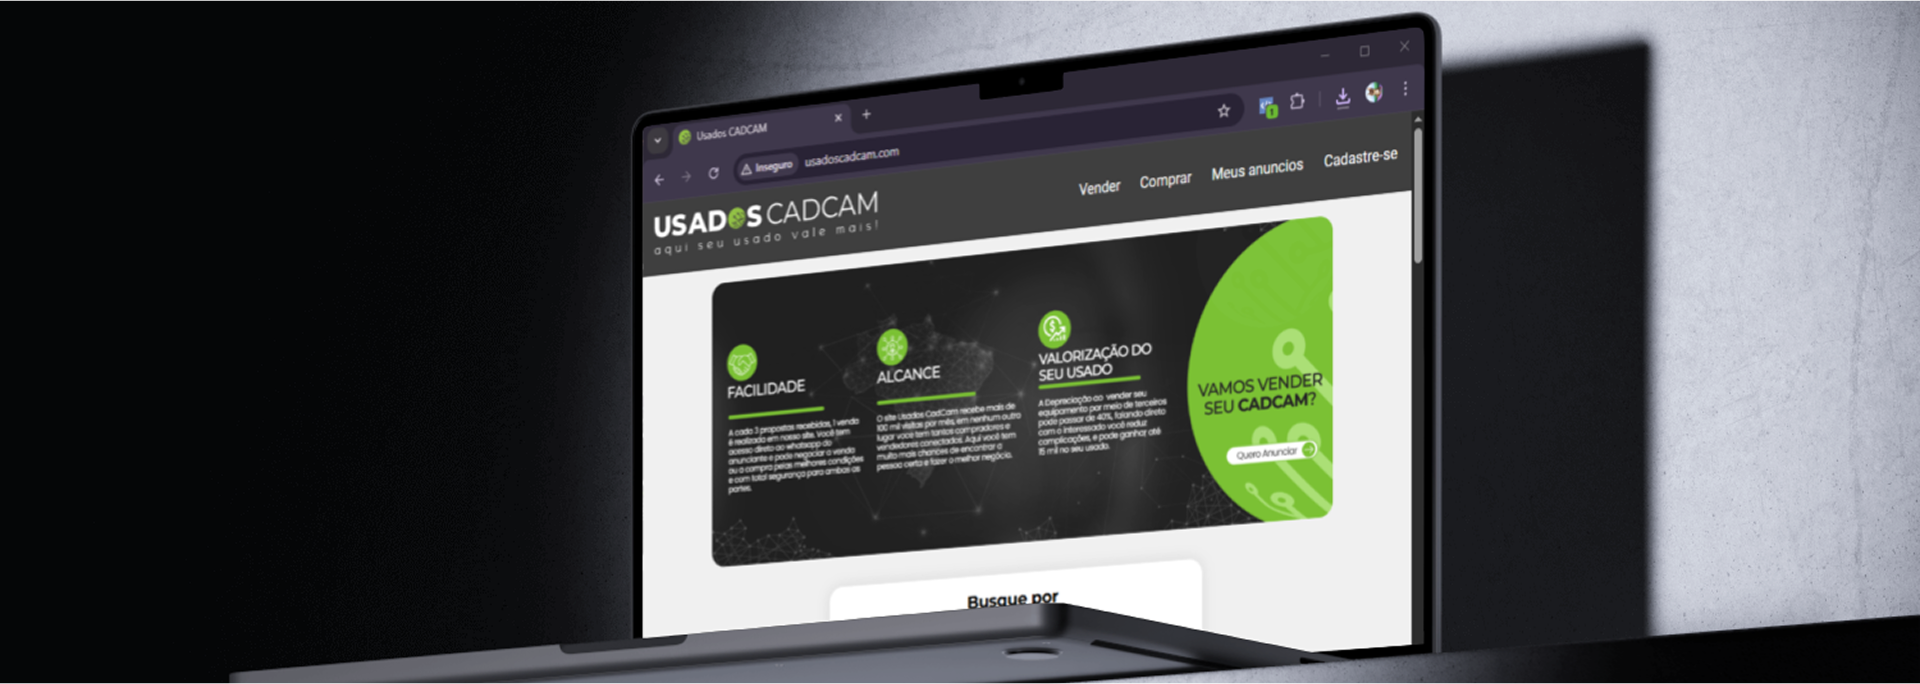 Usados CADCAM
Inseguro
usadoscadcam.com
Vender
Comprar
Meus anuncios
Cadastre-se
USADOS CADCAM
aqui seu usado vale mais!
FACILIDADE
A cada 3 propostas recebidas, 1 venda
é realizada em nosso site. Você tem
acesso direto ao whatsapp do
anunciante e pode negociar a venda
ou a compra pelas melhores condições
e com total segurança para ambas as
partes.
ALCANCE
O site Usados CadCam recebe mais de
100 mil visitas por mês, em nenhum outro
lugar voce tem tantos compradores e
vendedores conectados. Aqui você tem
muito mais chances de encontrar a
pessoa certa e fazer o melhor negócio.
VALORIZAÇÃO DO
SEU USADO
A Depreciação ao vender seu
equipamento por meio de terceiros
pode passar de 40%, falando direto
com o interessado você reduz
complicações, e pode ganhar até
15 mil no seu usado.
VAMOS VENDER
SEU CADCAM?
Quero Anunciar
Busque por